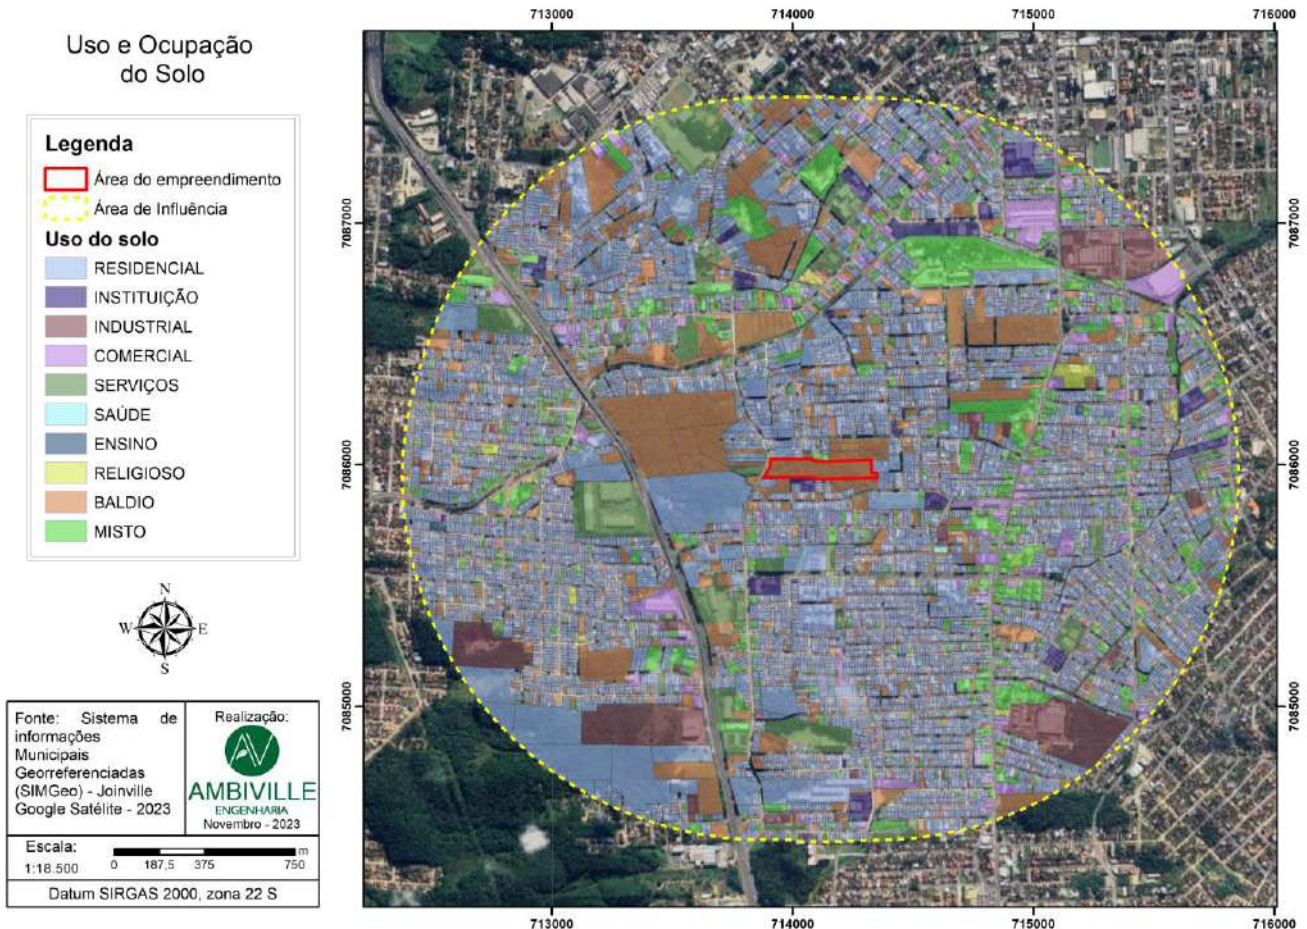 Uso e Ocupação
do Solo
Legenda
Área do empreendimento
Área de Influência
Uso do solo
RESIDENCIAL
INSTITUIÇÃO
INDUSTRIAL
COMERCIAL
SERVIÇOS
SAÚDE
ENSINO
RELIGIOSO
BALDIO
MISTO
N
W E
S
Fonte: Sistema de
informações
Municipais
Georreferenciadas
(SIMGeo) - Joinville
Google Satélite - 2023
Realização:
AMBIVILLE
ENGENHARIA
Novembro - 2023
Escala:
1:18.500
m
0 187,5 375 750
Datum SIRGAS 2000, zona 22 S
713000 714000 715000 716000
7087000 7087000
7086000 7086000
7085000 7085000
713000 714000 715000 716000